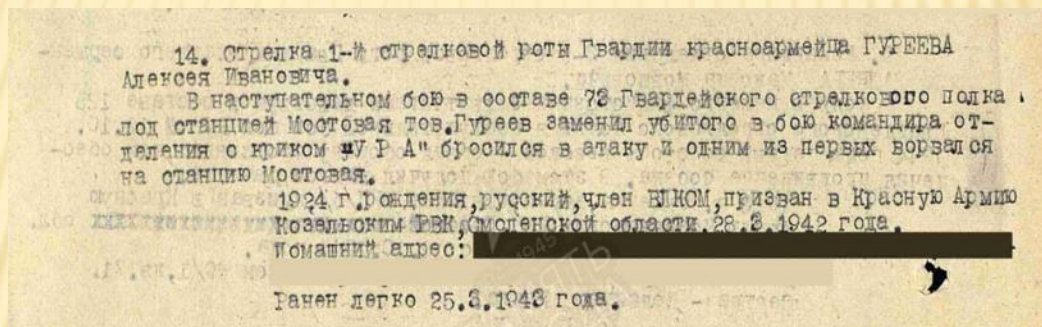 14. Стрелка 1-й стрелковой роты Гвардии красноармейца ГУРЕЕВА
Алексея Ивановича.
В наступательном бою в составе 73 Гвардейского стрелкового полка
под станцией Мостовая тов.Гуреев заменил убитого в бою командира от-
деления с криком "У Р А" бросился в атаку и одним из первых ворвался
на станцию Мостовая.
1924 г.рождения,русский,член ВЛКСМ,призван в Красную Армию
Козельским РВК,Смоленской области 28.3.1942 года.
Домашний адрес:
Ранен легко 25.3.1943 года.